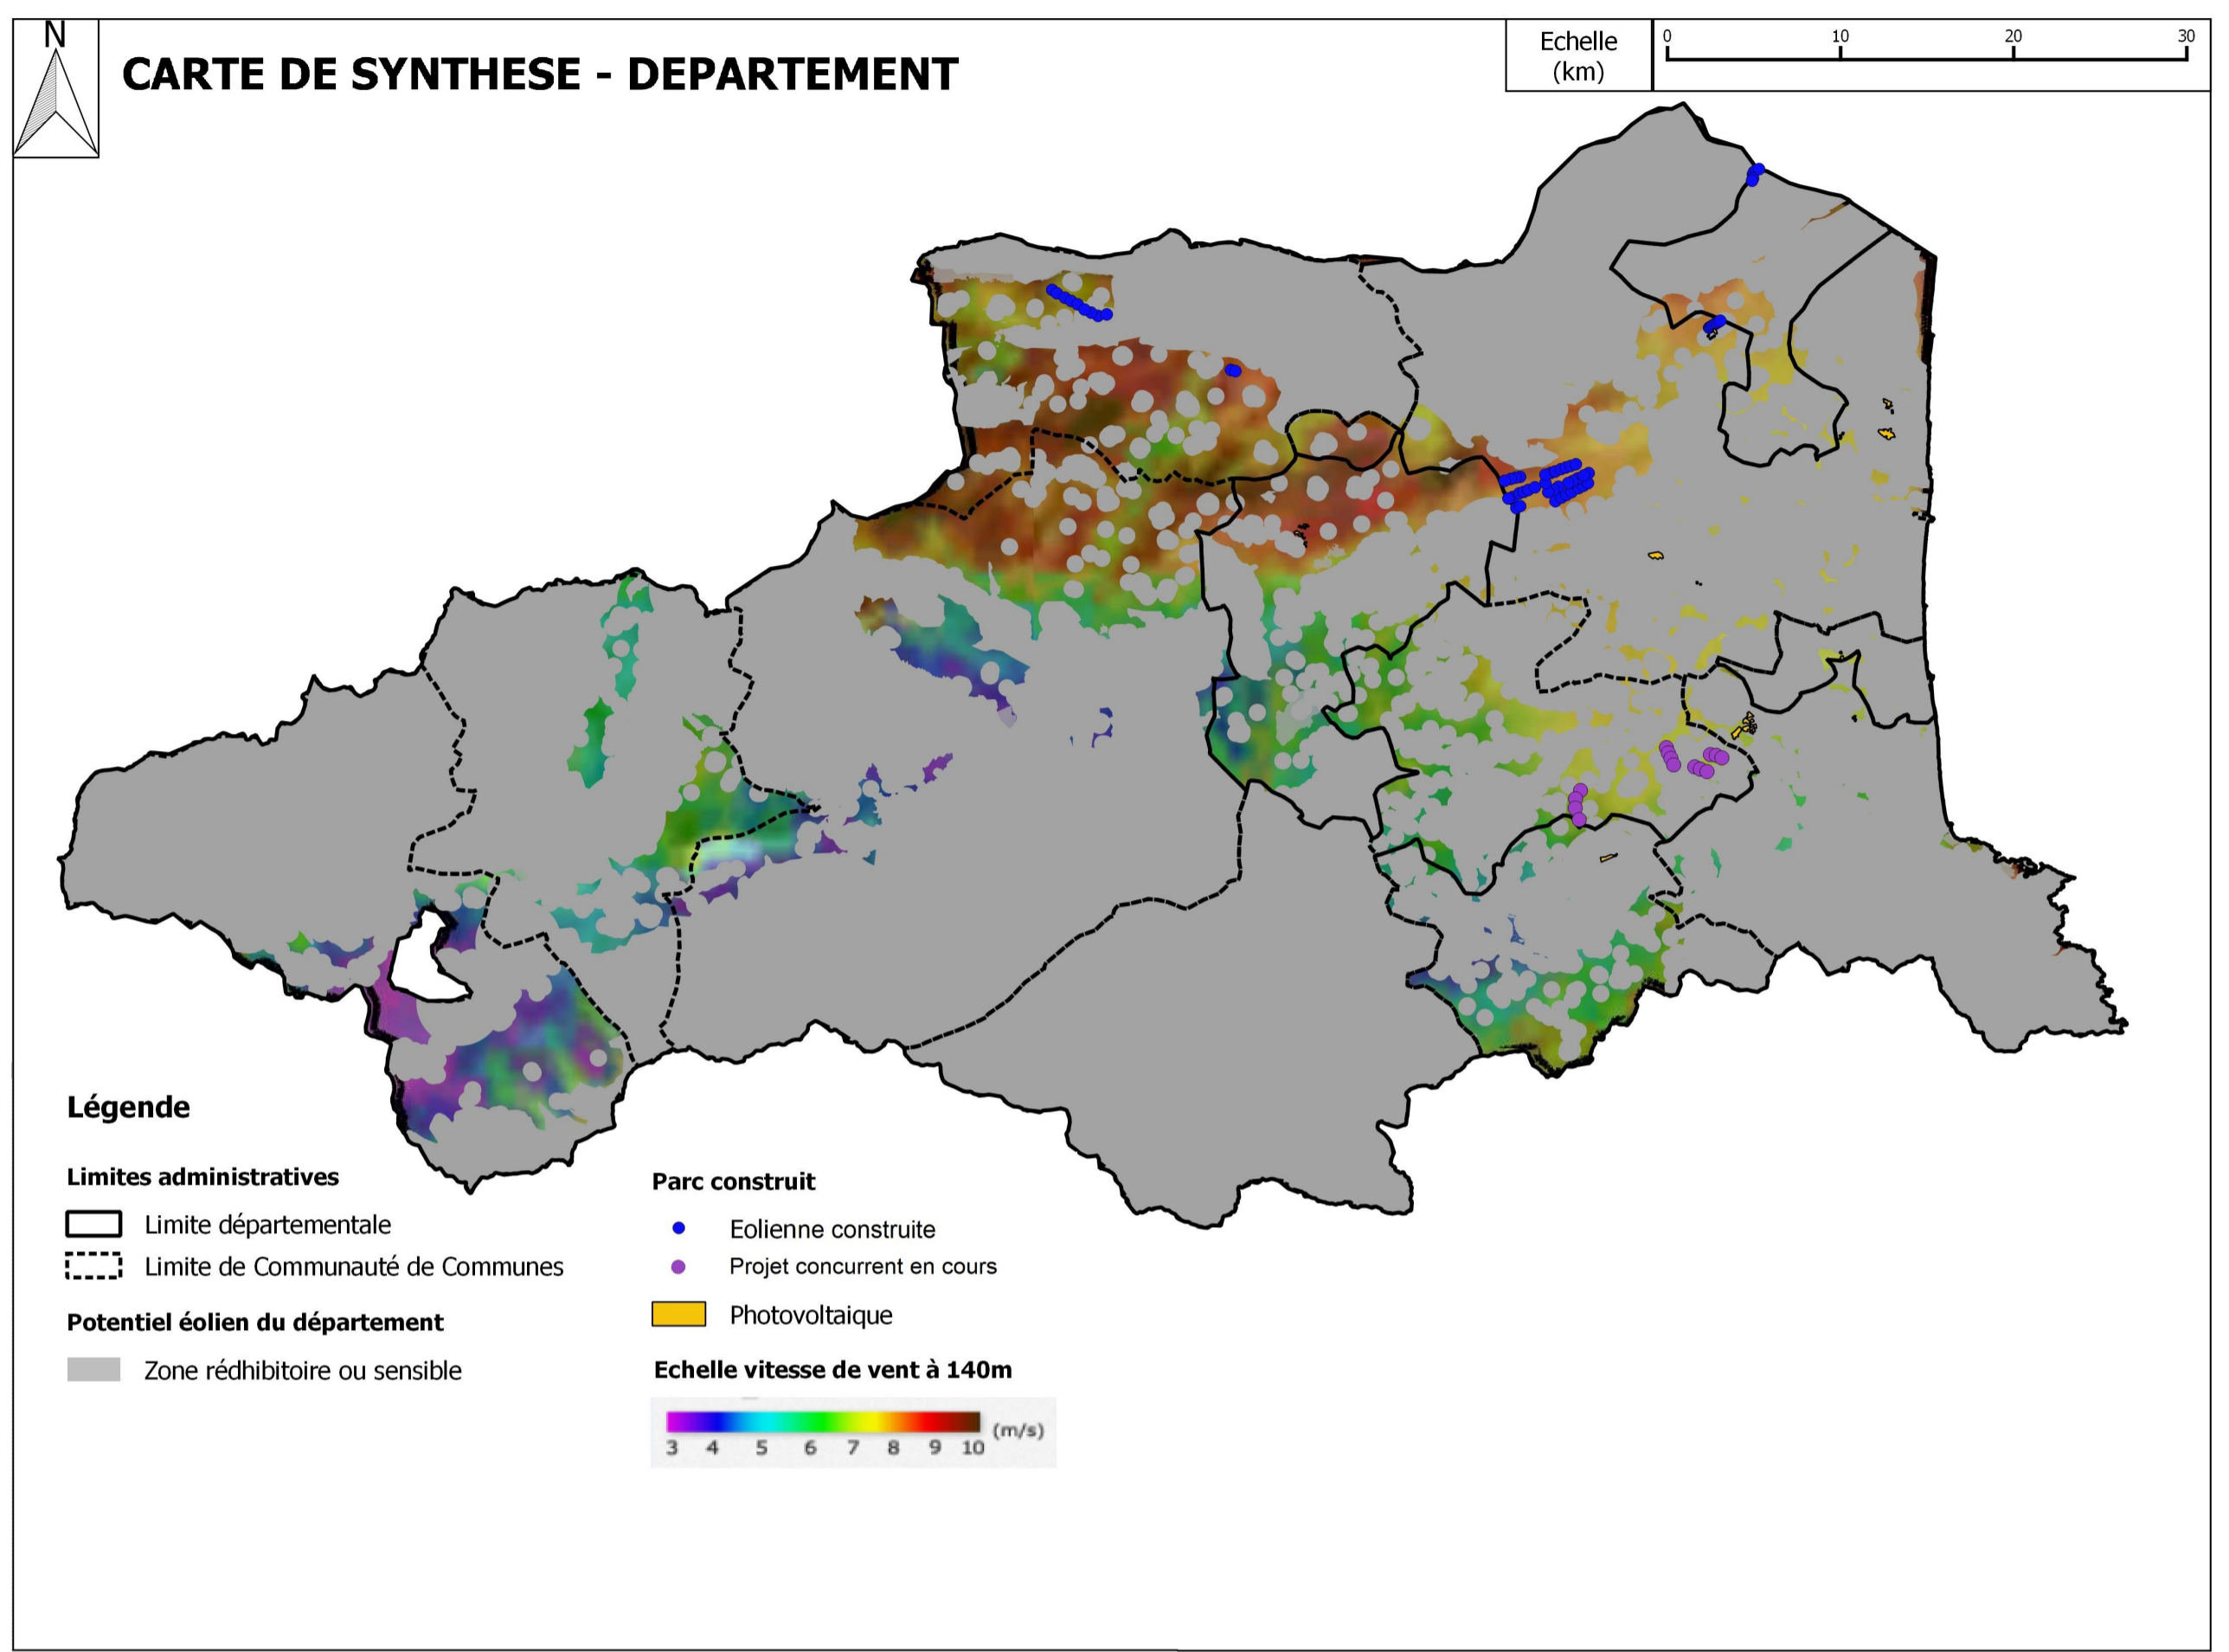 N
CARTE DE SYNTHESE - DEPARTEMENT
Echelle
(km)
0 10 20 30
Légende
Limites administratives
Limite départementale
Limite de Communauté de Communes
Potentiel éolien du département
Zone rédhibitoire ou sensible
Parc construit
Eolienne construite
Projet concurrent en cours
Photovoltaique
Echelle vitesse de vent à 140m
3 4 5 6 7 8 9 10 (m/s)